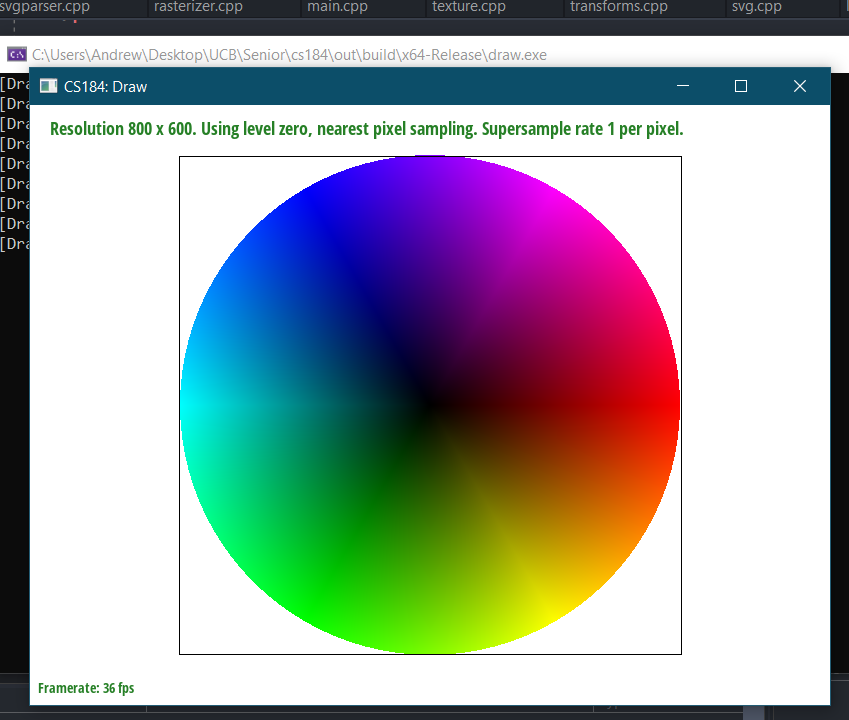 svgparser.cpp rasterizer.cpp main.cpp texture.cpp transforms.cpp svg.cpp
C:\Users\Andrew\Desktop\UCB\Senior\cs184\out\build\x64-Release\draw.exe
CS184: Draw
[Dra
[Dra
[Dra
[Dra
[Dra
[Dra
[Dra
[Dra
[Dra
Resolution 800 x 600. Using level zero, nearest pixel sampling. Supersample rate 1 per pixel.
Framerate: 36 fps